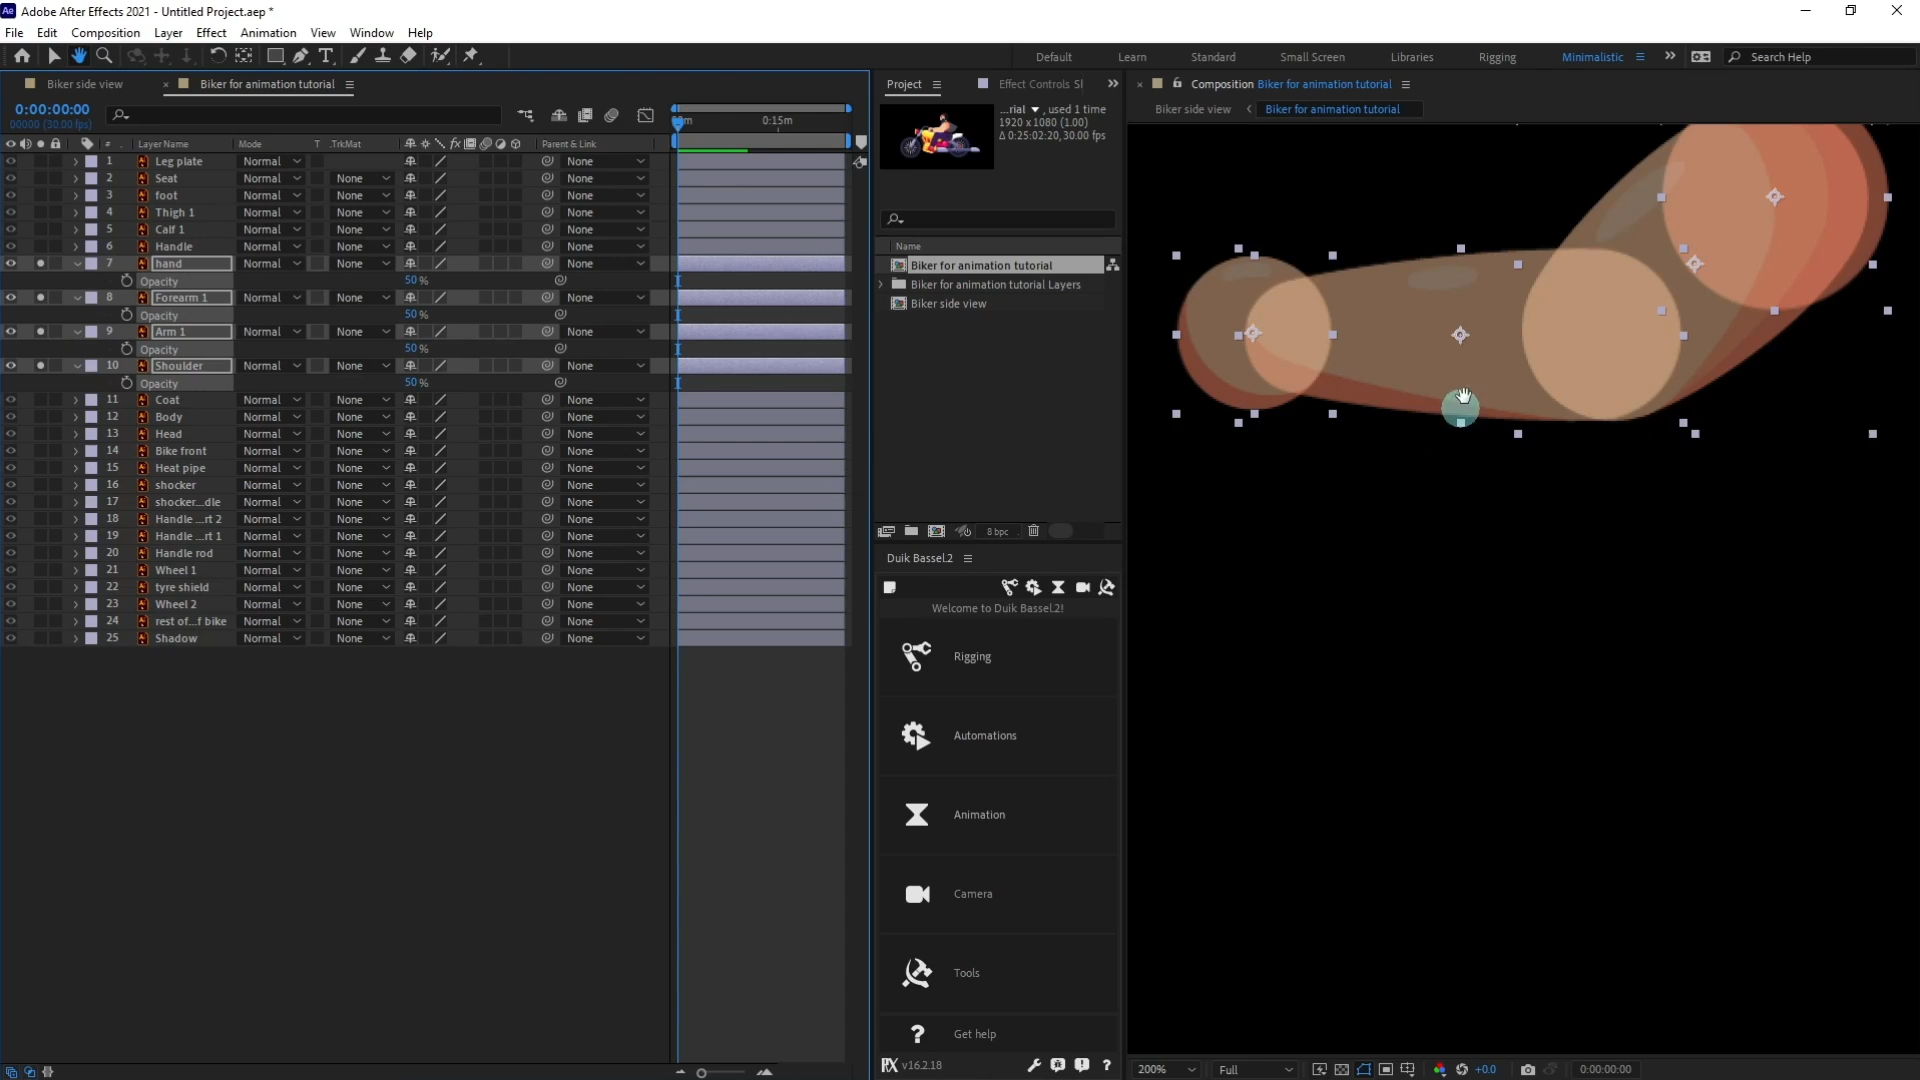 Ae Adobe After Effects 2021 - Untitled Project.aep *
File Edit Composition Layer Effect Animation View Window Help
Default Learn Standard Small Screen Libraries Rigging Minimalistic Search Help
Biker side view Biker for animation tutorial
0:00:00:00
00000 (30.00 fps)
0:15m
# Layer Name Mode T .TrkMat fx Parent & Link
1 Leg plate Normal None
2 Seat Normal None None
3 foot Normal None None
4 Thigh 1 Normal None None
5 Calf 1 Normal None None
6 Handle Normal None None
7 hand Normal None None
Opacity 50 %
8 Forearm 1 Normal None None
Opacity 50 %
9 Arm 1 Normal None None
Opacity 50 %
10 Shoulder Normal None None
Opacity 50 %
11 Coat Normal None None
12 Body Normal None None
13 Head Normal None None
14 Bike front Normal None None
15 Heat pipe Normal None None
16 shocker Normal None None
17 shocker...dle Normal None None
18 Handle ...rt 2 Normal None None
19 Handle ...rt 1 Normal None None
20 Handle rod Normal None None
21 Wheel 1 Normal None None
22 tyre shield Normal None None
23 Wheel 2 Normal None None
24 rest of...f bike Normal None None
25 Shadow Normal None None
Project Effect Controls Sl
...rial , used 1 time
1920 x 1080 (1.00)
Δ 0:25:02:20, 30.00 fps
Name
Biker for animation tutorial
Biker for animation tutorial Layers
Biker side view
8 bpc
Duik Bassel.2
Welcome to Duik Bassel.2!
Rigging
Automations
Animation
Camera
Tools
? Get help
v16.2.18 ?
Composition Biker for animation tutorial
Biker side view Biker for animation tutorial
200% Full +0.0 0:00:00:00